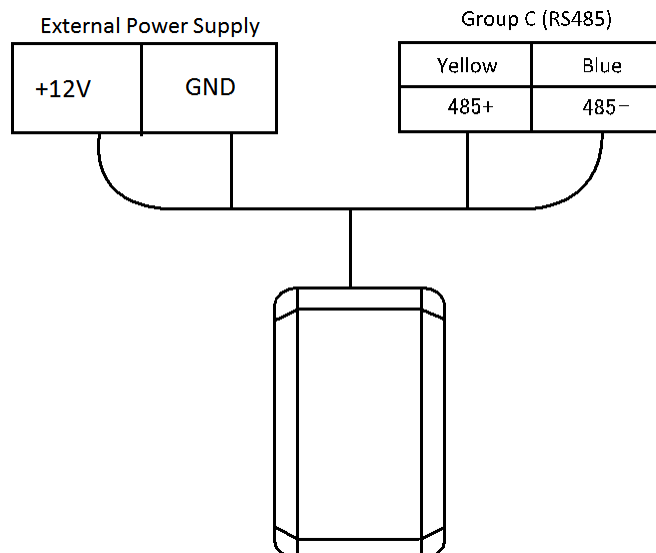 External Power Supply
+12V GND
Group C (RS485)
Yellow Blue
485+ 485−